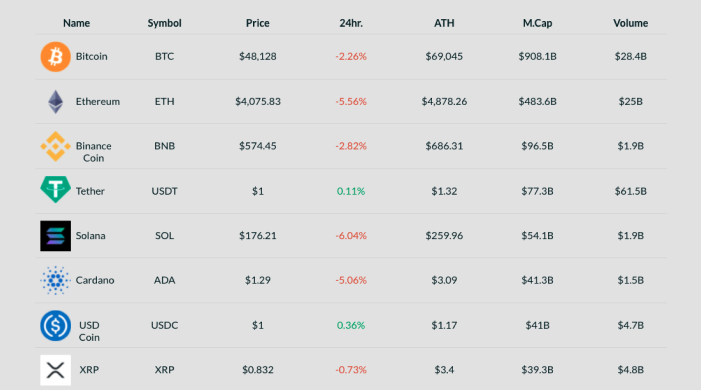 Name Symbol Price 24hr. ATH M.Cap Volume
Bitcoin BTC $48,128 -2.26% $69,045 $908.1B $28.4B
Ethereum ETH $4,075.83 -5.56% $4,878.26 $483.6B $25B
Binance Coin BNB $574.45 -2.82% $686.31 $96.5B $1.9B
Tether USDT $1 0.11% $1.32 $77.3B $61.5B
Solana SOL $176.21 -6.04% $259.96 $54.1B $1.9B
Cardano ADA $1.29 -5.06% $3.09 $41.3B $1.5B
USD Coin USDC $1 0.36% $1.17 $41B $4.7B
XRP XRP $0.832 -0.73% $3.4 $39.3B $4.8B